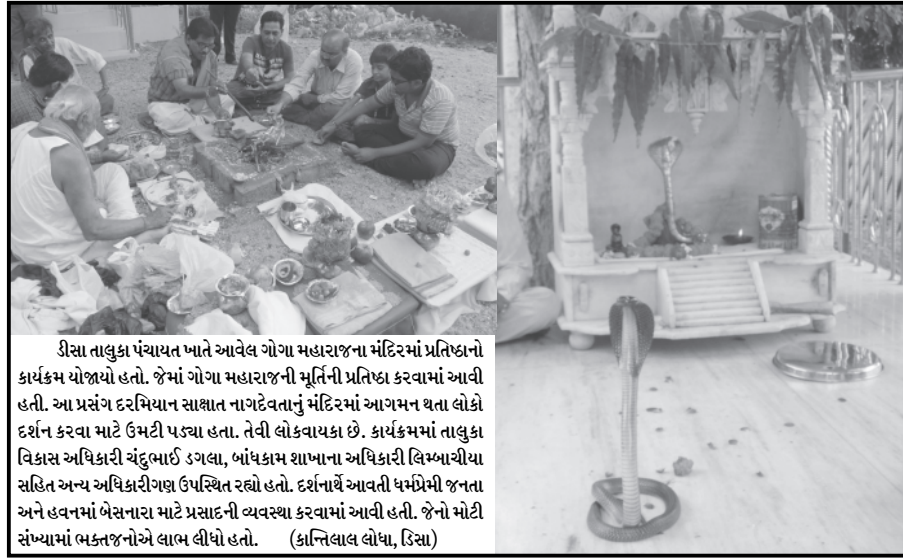 ડીસા તાલુકા પંચાયત ખાતે આવેલ ગોગા મહારાજના મંદિરમાં પ્રતિષ્ઠાનો
કાર્યક્રમ યોજાયો હતો. જેમાં ગોગા મહારાજની મૂર્તિની પ્રતિષ્ઠા કરવામાં આવી
હતી. આ પ્રસંગ દરમિયાન સાક્ષાત નાગદેવતાનું મંદિરમાં આગમન થતા લોકો
દર્શન કરવા માટે ઉમટી પડ્યા હતા. તેવી લોકવાયકા છે. કાર્યક્રમમાં તાલુકા
વિકાસ અધિકારી ચંદુભાઈ ડગલા, બાંધકામ શાખાના અધિકારી લિમ્બાચીયા
સહિત અન્ય અધિકારીગણ ઉપસ્થિત રહ્યો હતો. દર્શનાર્થે આવતી ધર્મપ્રેમી જનતા
અને હવનમાં બેસનારા માટે પ્રસાદની વ્યવસ્થા કરવામાં આવી હતી. જેનો મોટી
સંખ્યામાં ભક્તજનોએ લાભ લીધો હતો. (કાન્તિલાલ લોધા, ડિસા)